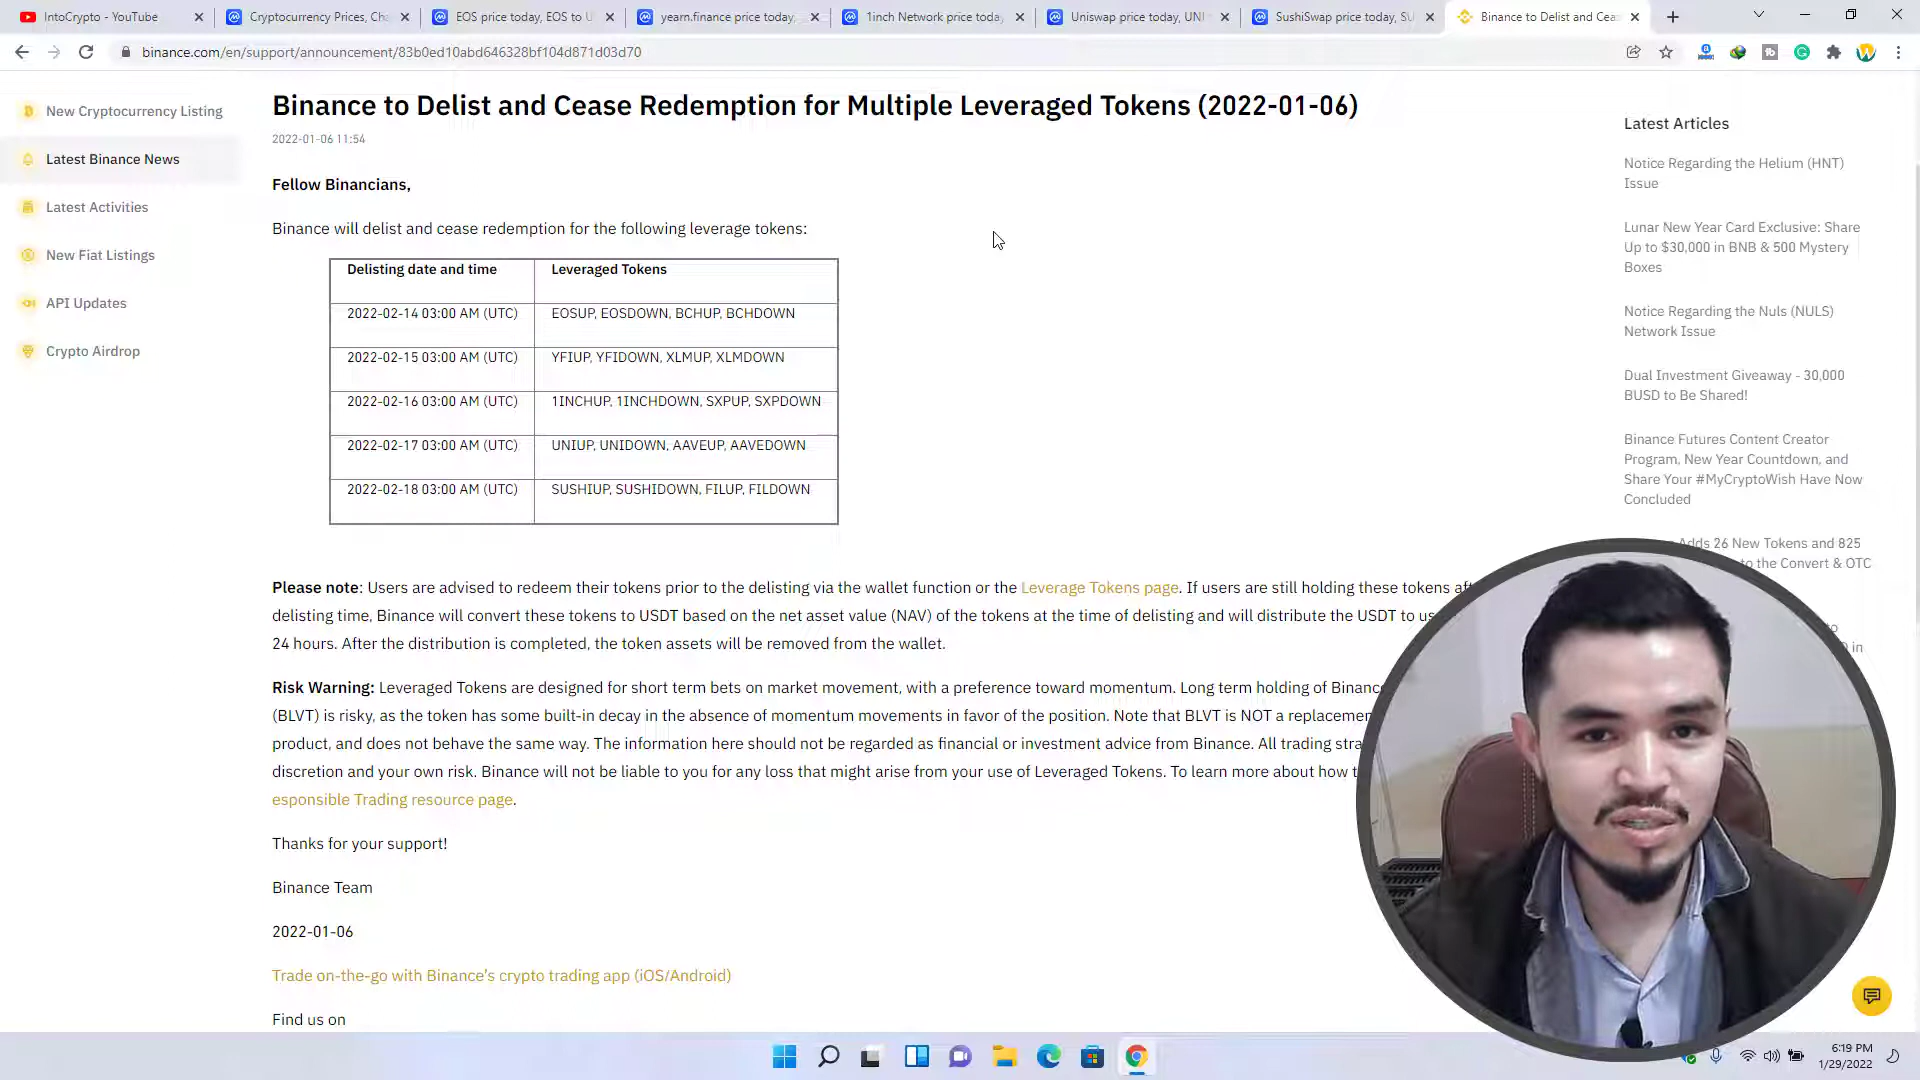 IntoCrypto - YouTube
Cryptocurrency Prices, Cha
EOS price today, EOS to U
yearn.finance price today,
1inch Network price toda
Uniswap price today, UNI
SushiSwap price today, SU
Binance to Delist and Cea
binance.com/en/support/announcement/83b0ed10abd646328bf104d871d03d70
New Cryptocurrency Listing
Latest Binance News
Latest Activities
New Fiat Listings
API Updates
Crypto Airdrop
Binance to Delist and Cease Redemption for Multiple Leveraged Tokens (2022-01-06)
2022-01-06 11:54
Fellow Binancians,
Binance will delist and cease redemption for the following leverage tokens:
Delisting date and time Leveraged Tokens
2022-02-14 03:00 AM (UTC) EOSUP, EOSDOWN, BCHUP, BCHDOWN
2022-02-15 03:00 AM (UTC) YFIUP, YFIDOWN, XLMUP, XLMDOWN
2022-02-16 03:00 AM (UTC) 1INCHUP, 1INCHDOWN, SXPUP, SXPDOWN
2022-02-17 03:00 AM (UTC) UNIUP, UNIDOWN, AAVEUP, AAVEDOWN
2022-02-18 03:00 AM (UTC) SUSHIUP, SUSHIDOWN, FILUP, FILDOWN
Please note: Users are advised to redeem their tokens prior to the delisting via the wallet function or the Leverage Tokens page. If users are still holding these tokens aft
delisting time, Binance will convert these tokens to USDT based on the net asset value (NAV) of the tokens at the time of delisting and will distribute the USDT to us
24 hours. After the distribution is completed, the token assets will be removed from the wallet.
Risk Warning: Leveraged Tokens are designed for short term bets on market movement, with a preference toward momentum. Long term holding of Binanc
(BLVT) is risky, as the token has some built-in decay in the absence of momentum movements in favor of the position. Note that BLVT is NOT a replacemen
product, and does not behave the same way. The information here should not be regarded as financial or investment advice from Binance. All trading stra
discretion and your own risk. Binance will not be liable to you for any loss that might arise from your use of Leveraged Tokens. To learn more about how t
esponsible Trading resource page.
Thanks for your support!
Binance Team
2022-01-06
Trade on-the-go with Binance's crypto trading app (iOS/Android)
Find us on
Latest Articles
Notice Regarding the Helium (HNT)
Issue
Lunar New Year Card Exclusive: Share
Up to $30,000 in BNB & 500 Mystery
Boxes
Notice Regarding the Nuls (NULS)
Network Issue
Dual Investment Giveaway - 30,000
BUSD to Be Shared!
Binance Futures Content Creator
Program, New Year Countdown, and
Share Your #MyCryptoWish Have Now
Concluded
Adds 26 New Tokens and 825
to the Convert & OTC
in
6:19 PM
1/29/2022